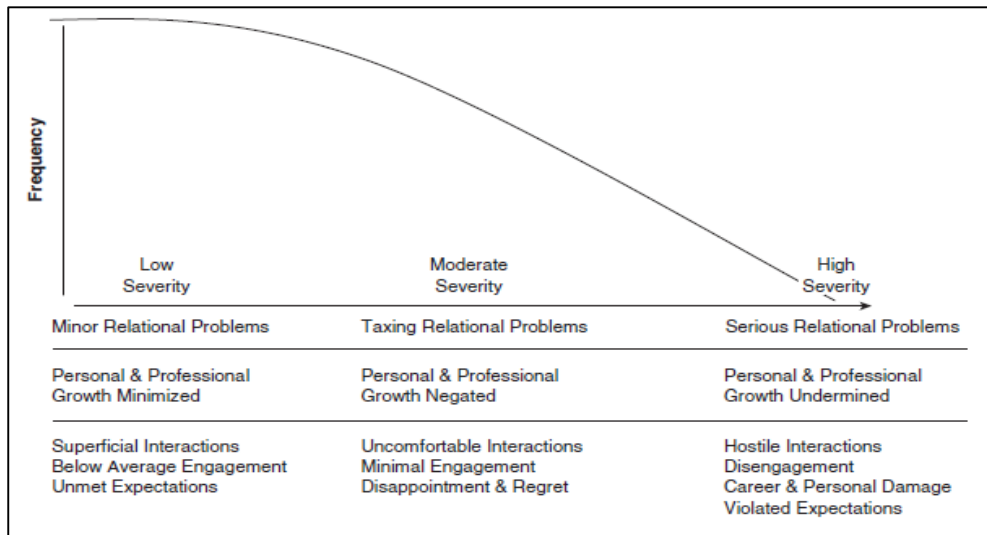 Frequency
Low
Severity
Moderate
Severity
High
Severity
Minor Relational Problems
Taxing Relational Problems
Serious Relational Problems
Personal & Professional
Growth Minimized
Personal & Professional
Growth Negated
Personal & Professional
Growth Undermined
Superficial Interactions
Below Average Engagement
Unmet Expectations
Uncomfortable Interactions
Minimal Engagement
Disappointment & Regret
Hostile Interactions
Disengagement
Career & Personal Damage
Violated Expectations